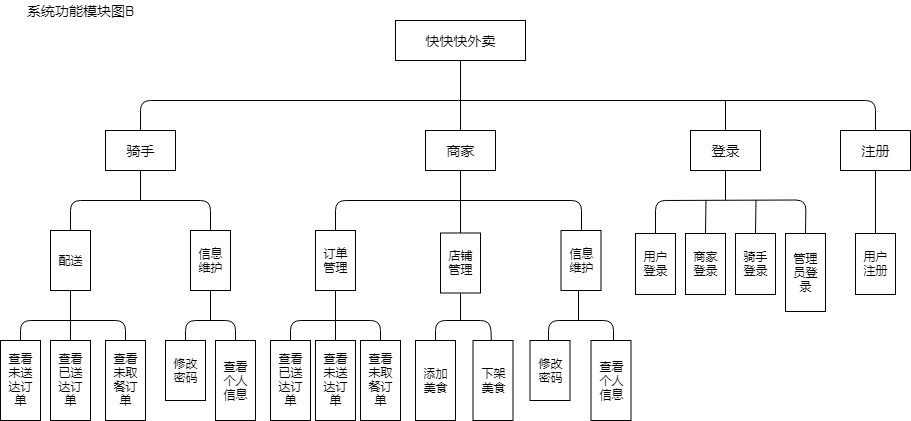 系统功能模块图B
快快快外卖
骑手
商家
登录
注册
配送
信息
维护
订单
管理
店铺
管理
信息
维护
用户
登录
商家
登录
骑手
登录
管理
员登
录
用户
注册
查看
未送
达订
单
查看
已送
达订
单
查看
未取
餐订
单
修改
密码
查看
个人
信息
查看
已送
达订
单
查看
未送
达订
单
查看
未取
餐订
单
添加
美食
下架
美食
修改
密码
查看
个人
信息